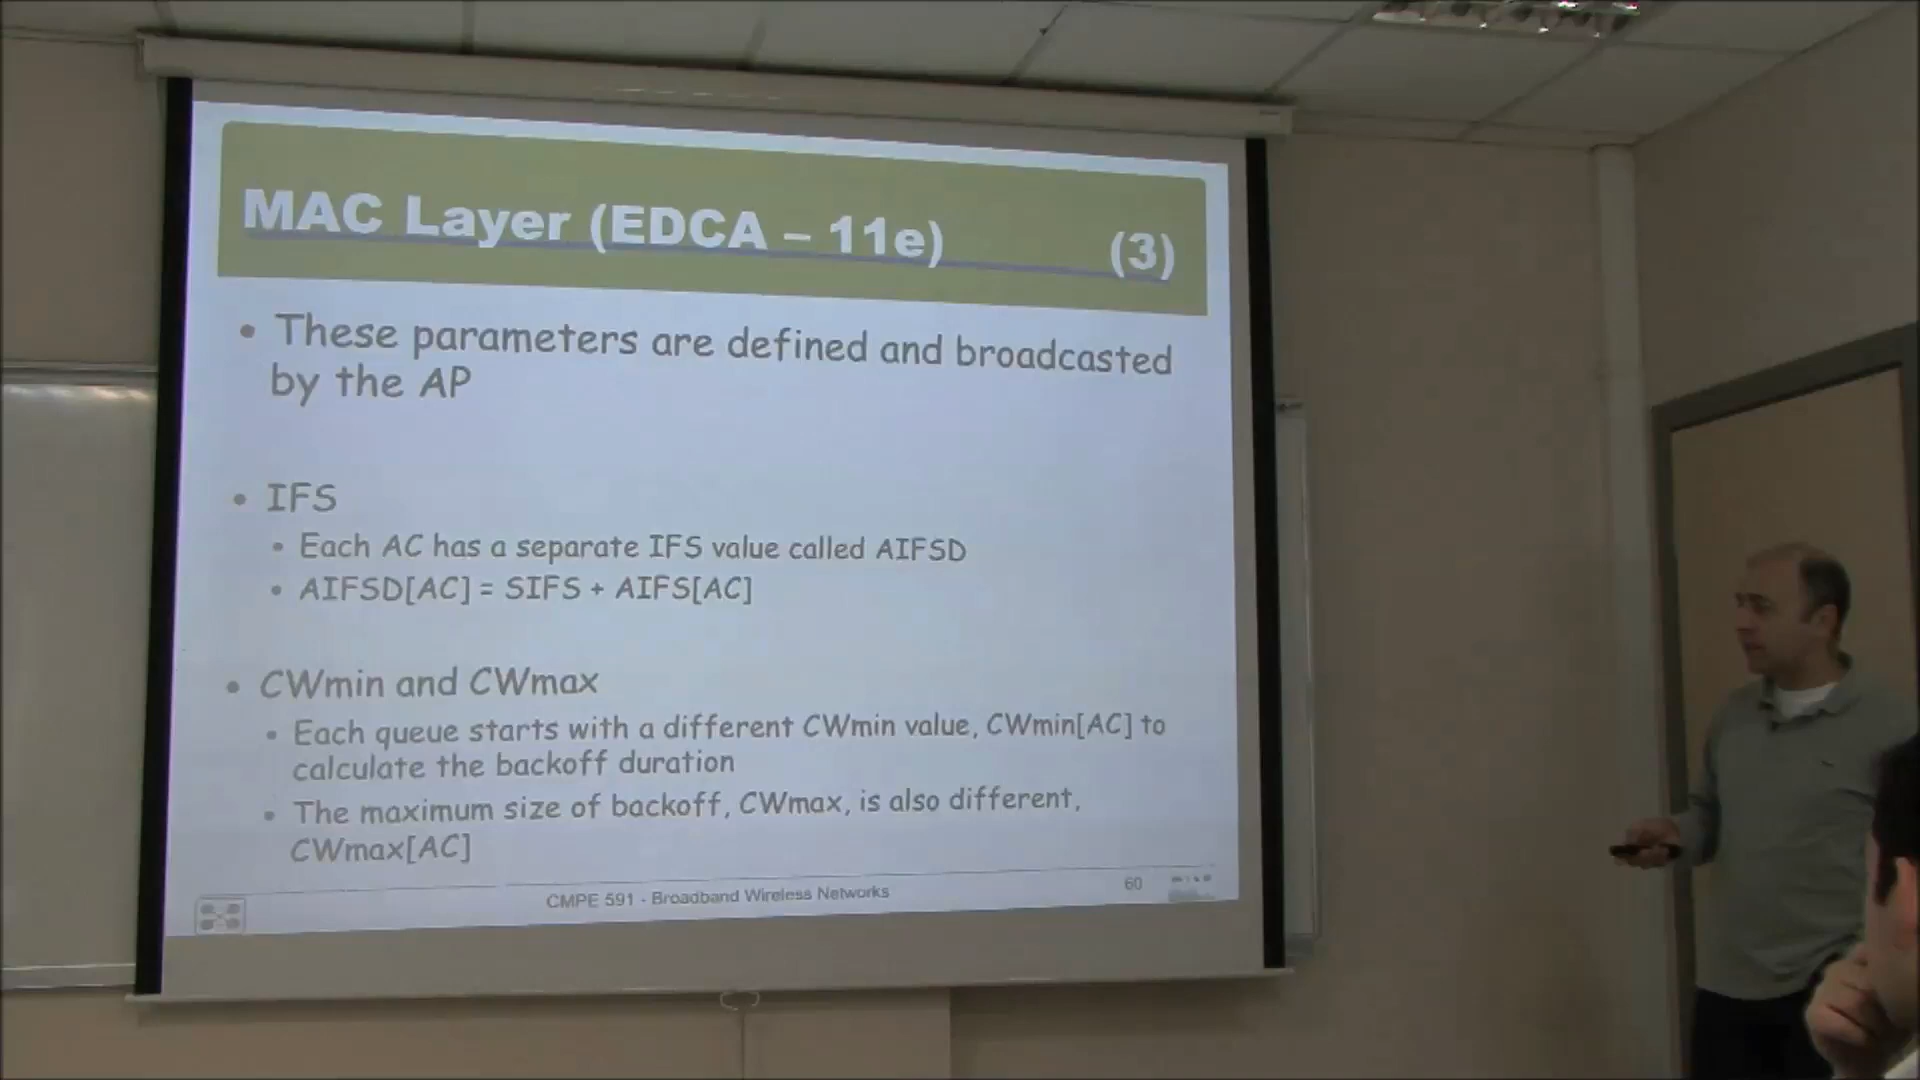 MAC Layer (EDCA – 11e) (3)
• These parameters are defined and broadcasted
by the AP
• IFS
• Each AC has a separate IFS value called AIFSD
• AIFSD[AC] = SIFS + AIFS[AC]
• CWmin and CWmax
• Each queue starts with a different CWmin value, CWmin[AC] to
calculate the backoff duration
• The maximum size of backoff, CWmax, is also different,
CWmax[AC]
CMPE 591 - Broadband Wireless Networks 60